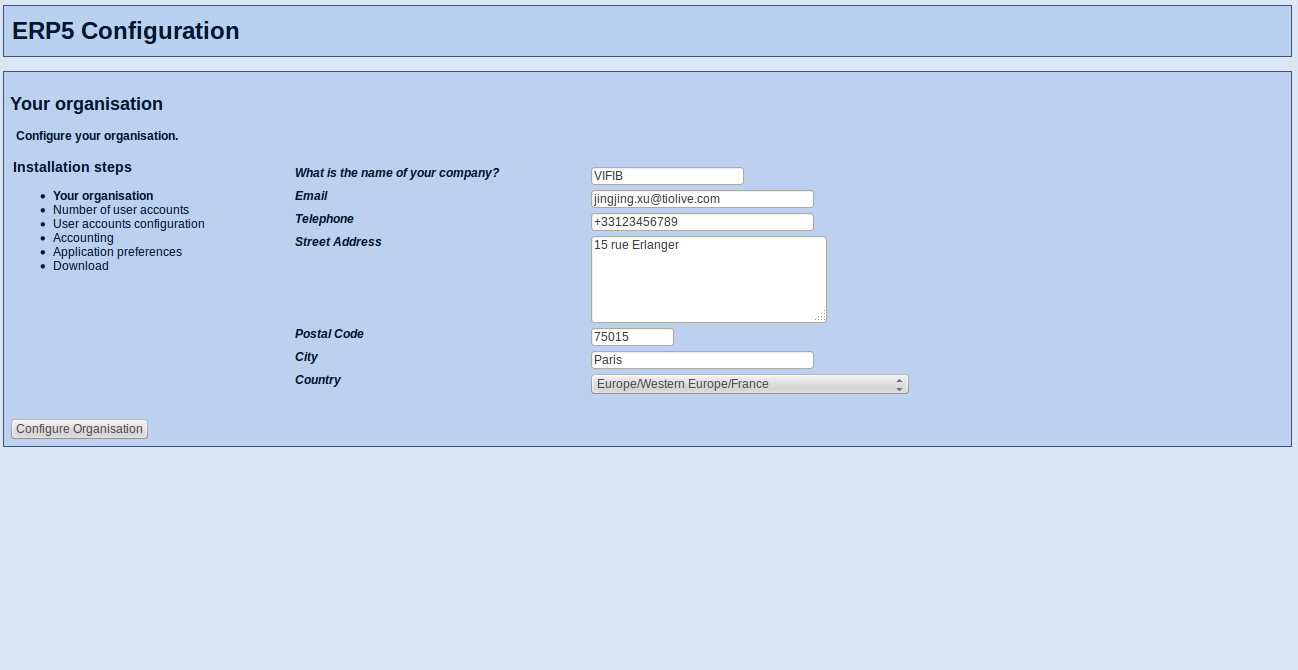 ERP5 Configuration
Your organisation
Configure your organisation.
Installation steps
Your organisation
Number of user accounts
User accounts configuration
Accounting
Application preferences
Download
What is the name of your company? VIFIB
Email jingjing.xu@tiolive.com
Telephone +33123456789
Street Address 15 rue Erlanger
Postal Code 75015
City Paris
Country Europe/Western Europe/France
Configure Organisation